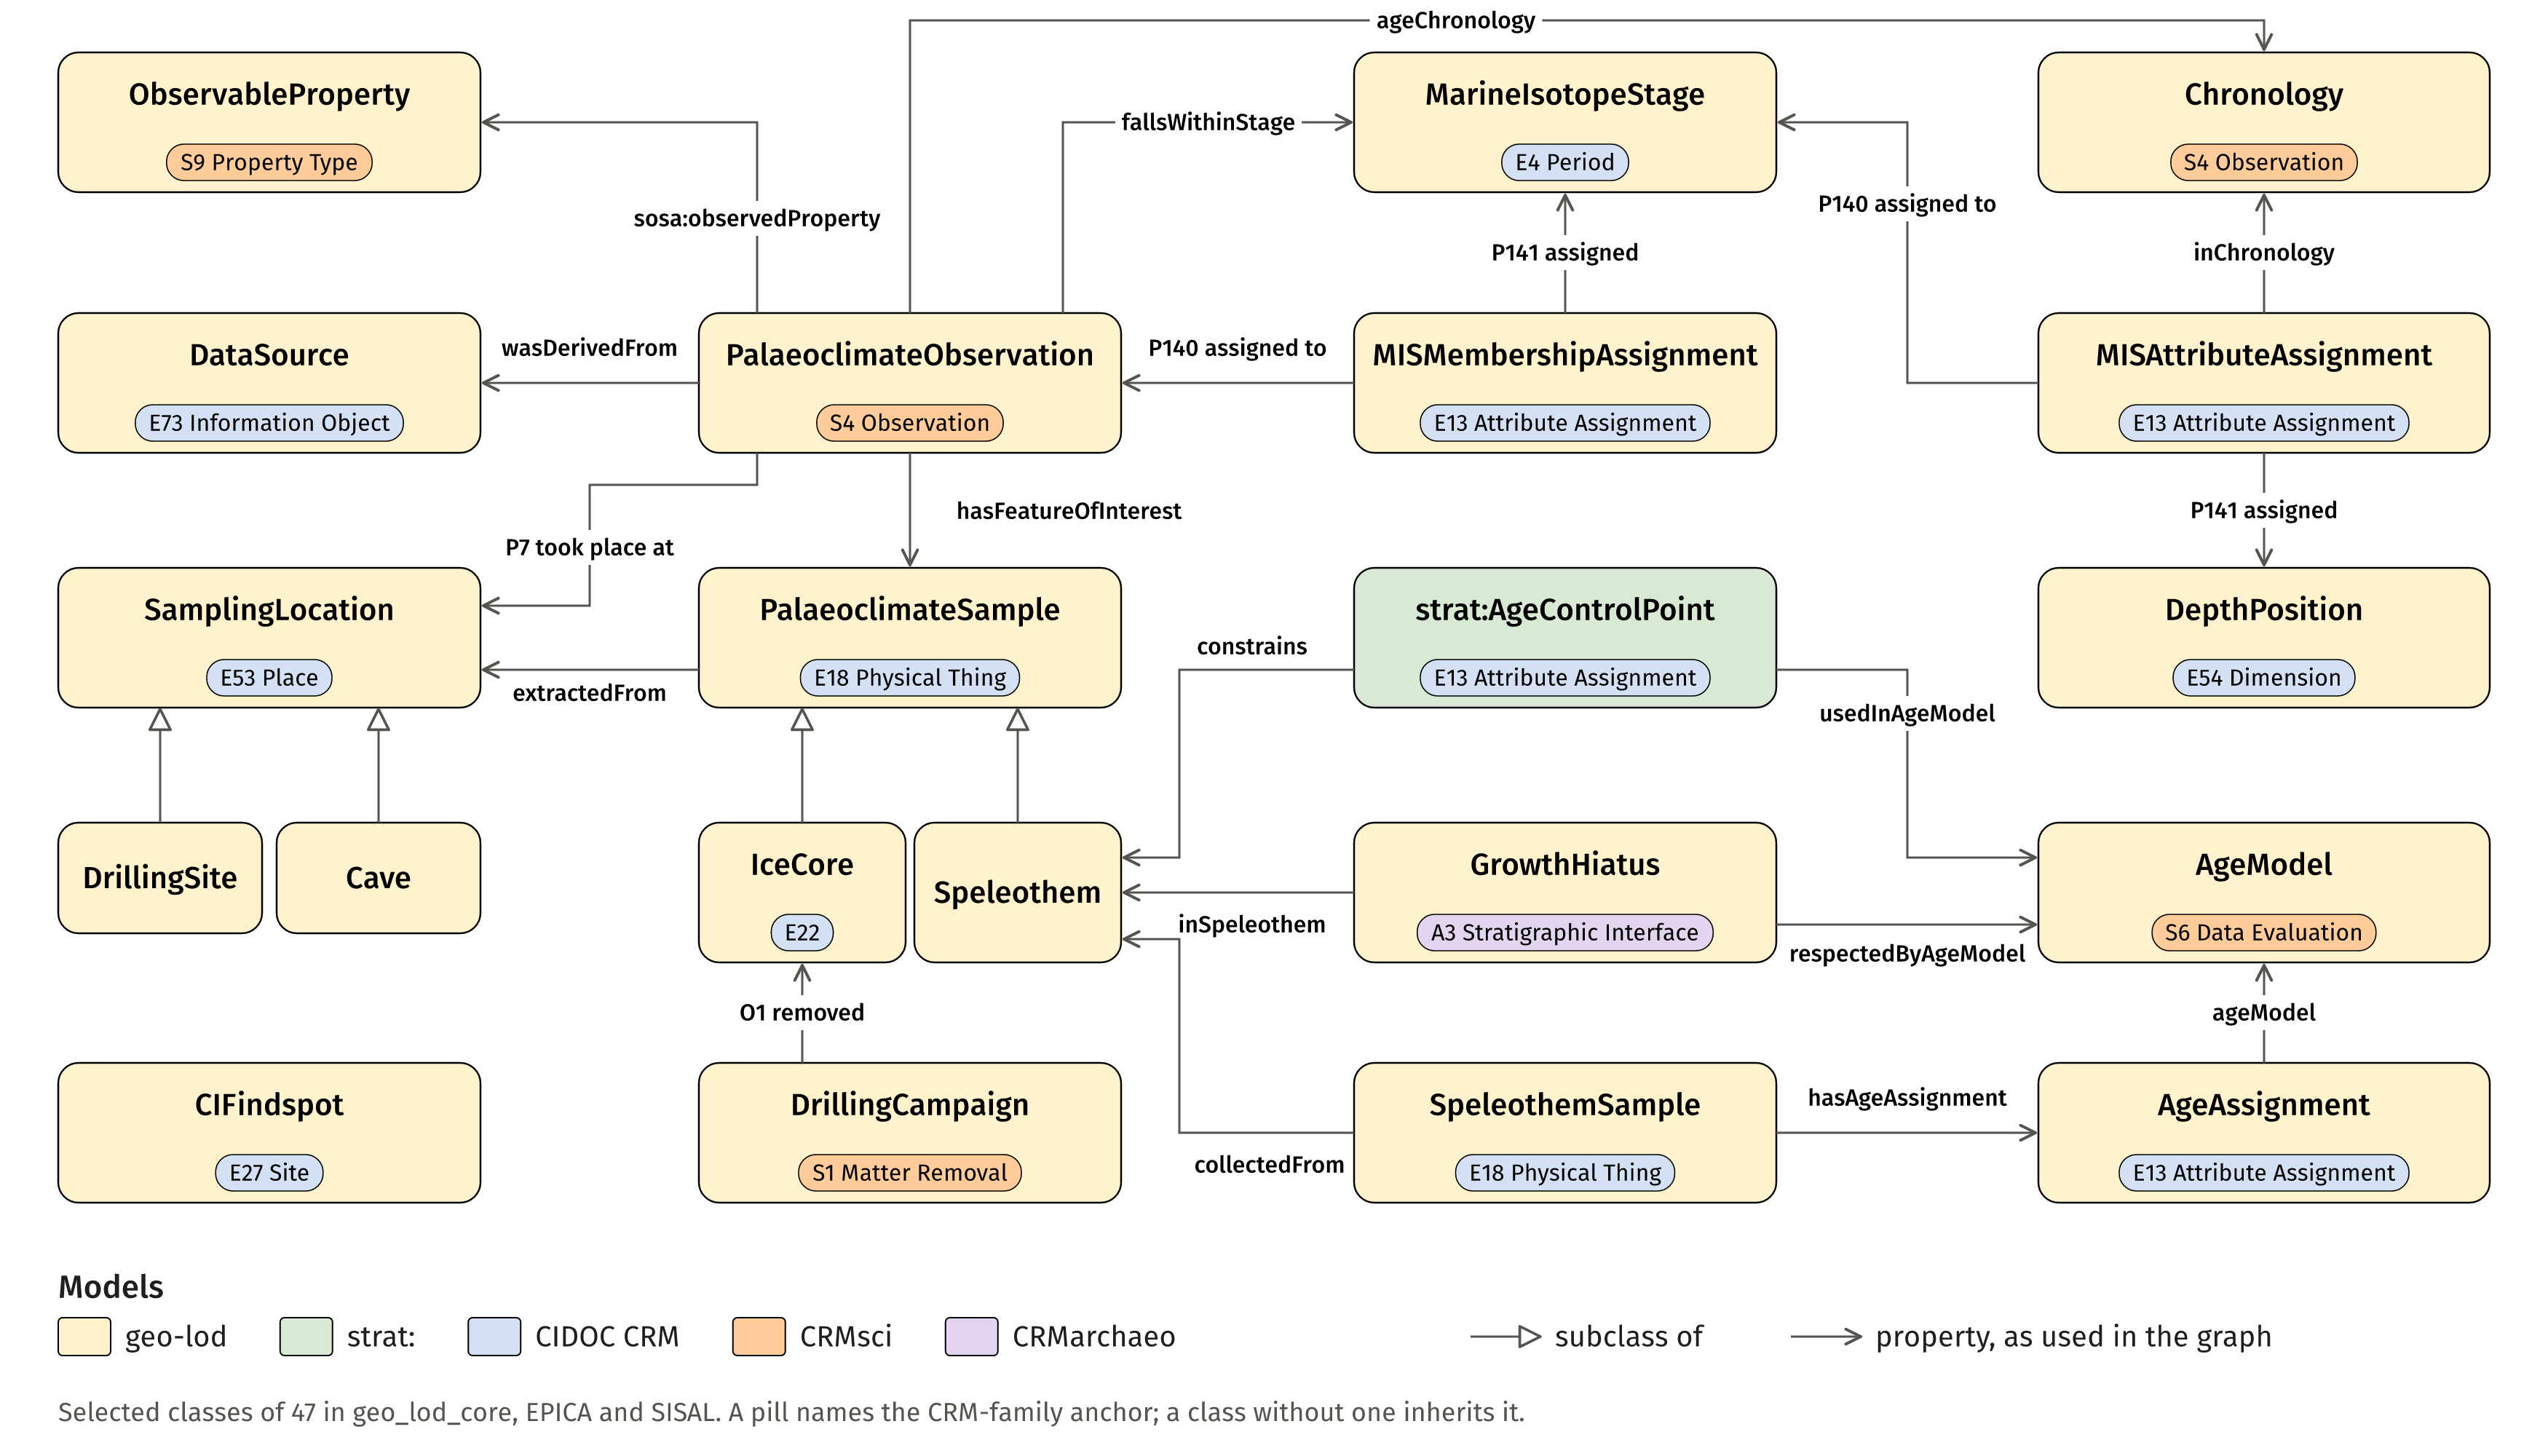 ageChronology
ObservableProperty
S9 Property Type
MarineIsotopeStage
E4 Period
Chronology
S4 Observation
fallsWithinStage
sosa:observedProperty
P141 assigned
P140 assigned to
inChronology
DataSource
E73 Information Object
wasDerivedFrom
PalaeoclimateObservation
S4 Observation
P140 assigned to
MISMembershipAssignment
E13 Attribute Assignment
MISAttributeAssignment
E13 Attribute Assignment
P7 took place at
hasFeatureOfInterest
P141 assigned
SamplingLocation
E53 Place
extractedFrom
PalaeoclimateSample
E18 Physical Thing
constrains
strat:AgeControlPoint
E13 Attribute Assignment
usedInAgeModel
DepthPosition
E54 Dimension
DrillingSite
Cave
IceCore
E22
Speleothem
inSpeleothem
GrowthHiatus
A3 Stratigraphic Interface
respectedByAgeModel
AgeModel
S6 Data Evaluation
O1 removed
ageModel
CIFindspot
E27 Site
DrillingCampaign
S1 Matter Removal
collectedFrom
SpeleothemSample
E18 Physical Thing
hasAgeAssignment
AgeAssignment
E13 Attribute Assignment
Models
geo-lod
strat:
CIDOC CRM
CRMsci
CRMarchaeo
subclass of
property, as used in the graph
Selected classes of 47 in geo_lod_core, EPICA and SISAL. A pill names the CRM-family anchor; a class without one inherits it.